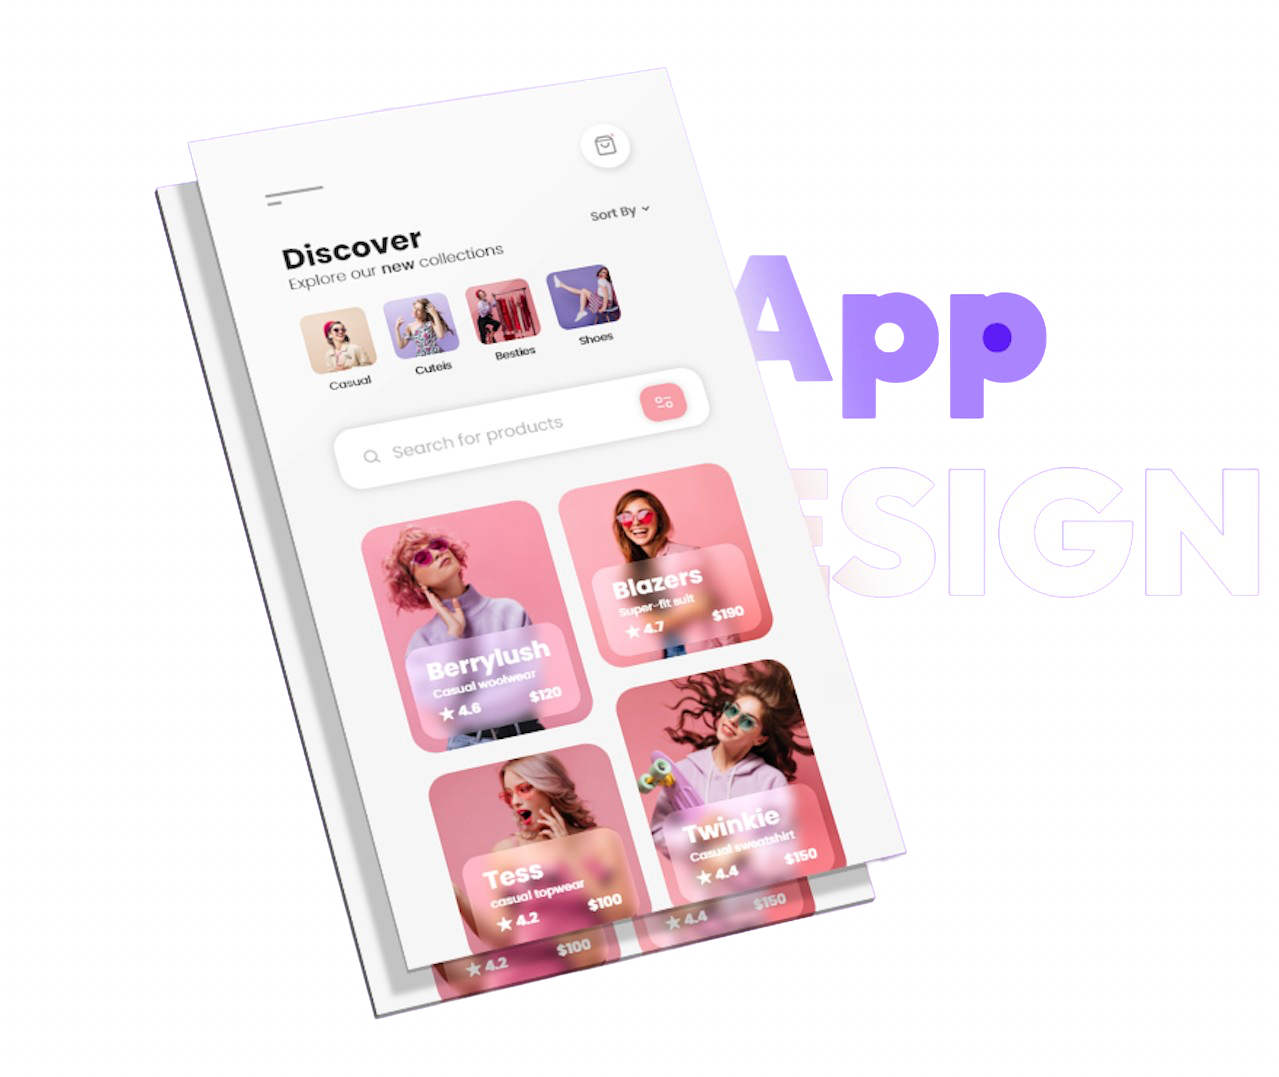 Sort By
Discover
Explore our new collections
Casual
Cuteis
Besties
Shoes
Search for products
Berrylush
Casual woolwear
★ 4.6 $120
Blazers
Super-fit suit
★ 4.7 $190
Tess
casual topwear
★ 4.2 $100
Twinkie
Casual sweatshirt
★ 4.4 $150
★ 4.2 $100
★ 4.4 $150
App
ESIGN